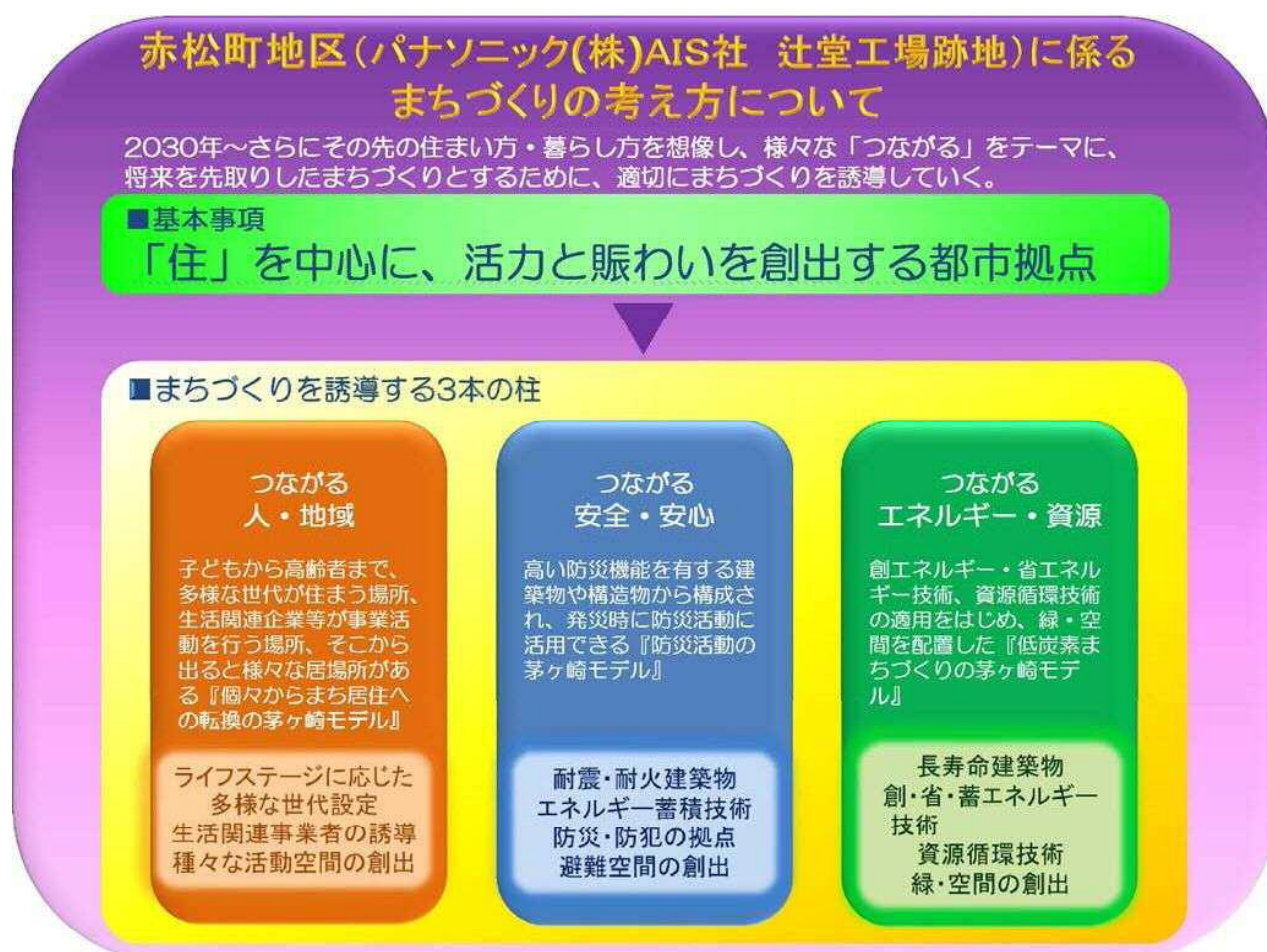 赤松町地区(パナソニック(株)AIS社　辻堂工場跡地)に係る
まちづくりの考え方について
2030年～さらにその先の住まい方・暮らし方を想像し、様々な「つながる」をテーマに、
将来を先取りしたまちづくりとするために、適切にまちづくりを誘導していく。
■基本事項
「住」を中心に、活力と賑わいを創出する都市拠点
■まちづくりを誘導する3本の柱
つながる
人・地域
子どもから高齢者まで、
多様な世代が住まう場所、
生活関連企業等が事業活
動を行う場所、そこから
出ると様々な居場所があ
る『個々からまち居住へ
の転換の茅ヶ崎モデル』
ライフステージに応じた
多様な世代設定
生活関連事業者の誘導
種々な活動空間の創出
つながる
安全・安心
高い防災機能を有する建
築物や構造物から構成さ
れ、発災時に防災活動に
活用できる『防災活動の
茅ヶ崎モデル』
耐震・耐火建築物
エネルギー蓄積技術
防災・防犯の拠点
避難空間の創出
つながる
エネルギー・資源
創エネルギー・省エネル
ギー技術、資源循環技術
の適用をはじめ、緑・空
間を配置した『低炭素ま
ちづくりの茅ヶ崎モデ
ル』
長寿命建築物
創・省・蓄エネルギー
技術
資源循環技術
緑・空間の創出